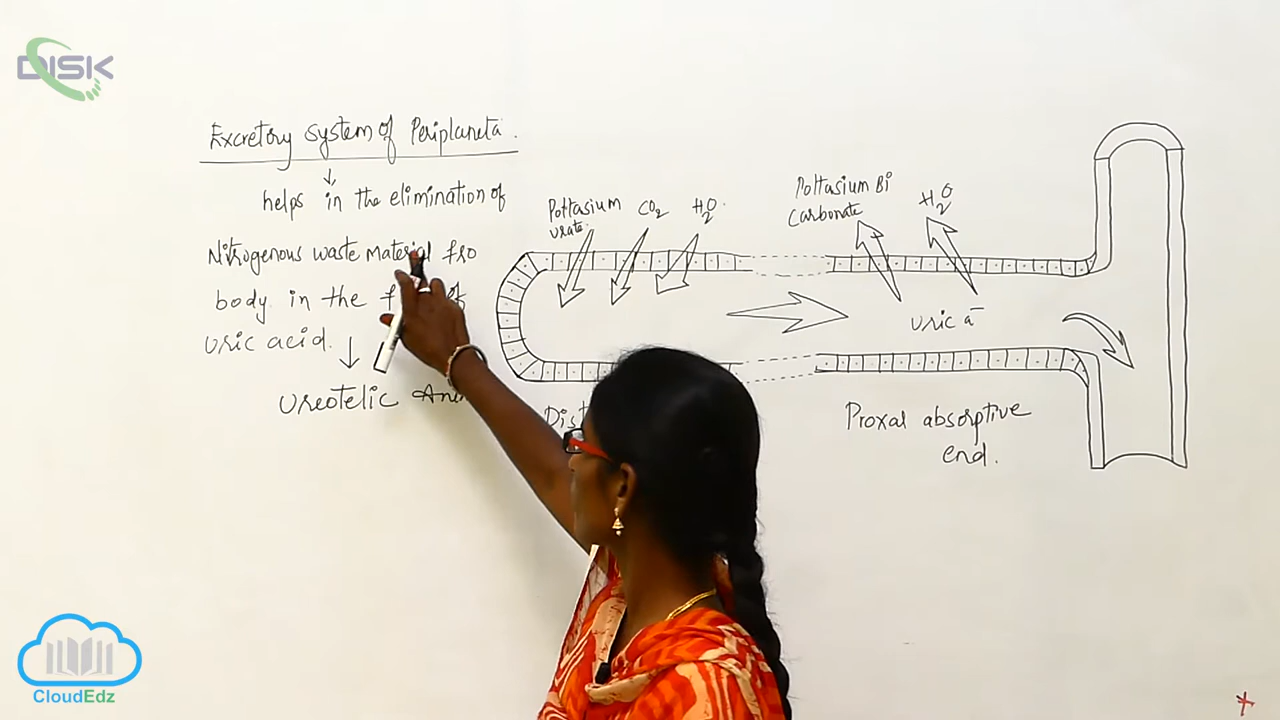 DISK
Excretory system of Periplaneta.
helps in the elimination of
Nitrogenous waste material fro
body in the
uric acid.
Ureotelic
Pottasium
urate.
CO2
H2O.
Pottasium Bi
Carbonate
H2O
uric a
Proxal absorptive
end.
CloudEdz